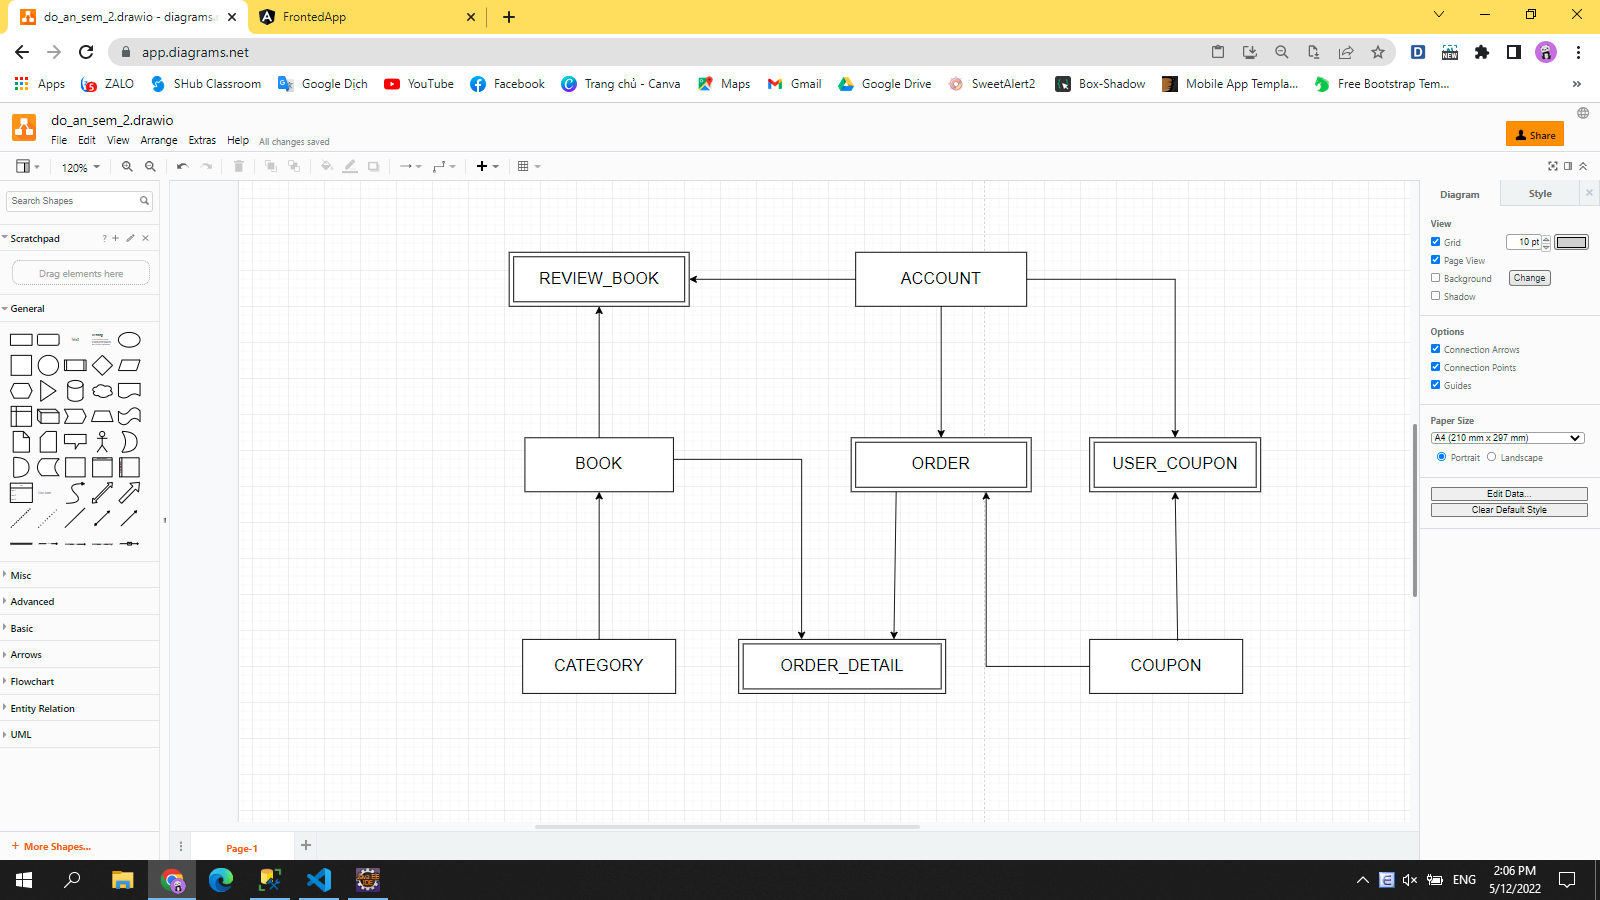 do_an_sem_2.drawio - diagrams.n
FrontedApp
app.diagrams.net
Apps
ZALO
SHub Classroom
Google Dịch
YouTube
Facebook
Trang chủ - Canva
Maps
Gmail
Google Drive
SweetAlert2
Box-Shadow
Mobile App Templa...
Free Bootstrap Tem...
do_an_sem_2.drawio
File Edit View Arrange Extras Help All changes saved
Share
120%
Search Shapes
Scratchpad
Drag elements here
General
Misc
Advanced
Basic
Arrows
Flowchart
Entity Relation
UML
+ More Shapes...
REVIEW_BOOK
ACCOUNT
BOOK
ORDER
USER_COUPON
CATEGORY
ORDER_DETAIL
COUPON
Page-1
Diagram
Style
View
Grid
10 pt
Page View
Background
Change
Shadow
Options
Connection Arrows
Connection Points
Guides
Paper Size
A4 (210 mm x 297 mm)
Portrait
Landscape
Edit Data...
Clear Default Style
ENG
2:06 PM
5/12/2022